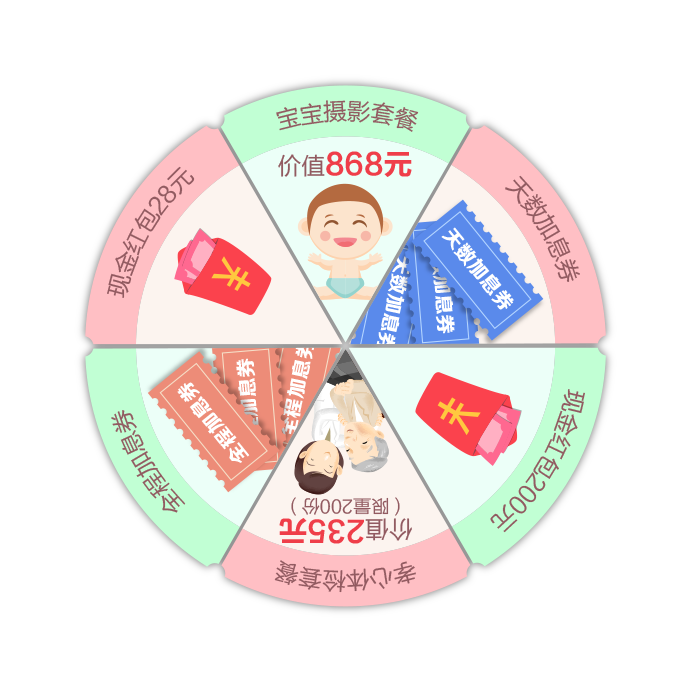 宝宝摄影套餐
价值868元
天数加息券
天数加息券
天数加息券
加息券
现金红包200元
孝心体检套餐
价值235元
(限量200份)
全程加息券
全程加息券
加息券
全程加息券
现金红包28元